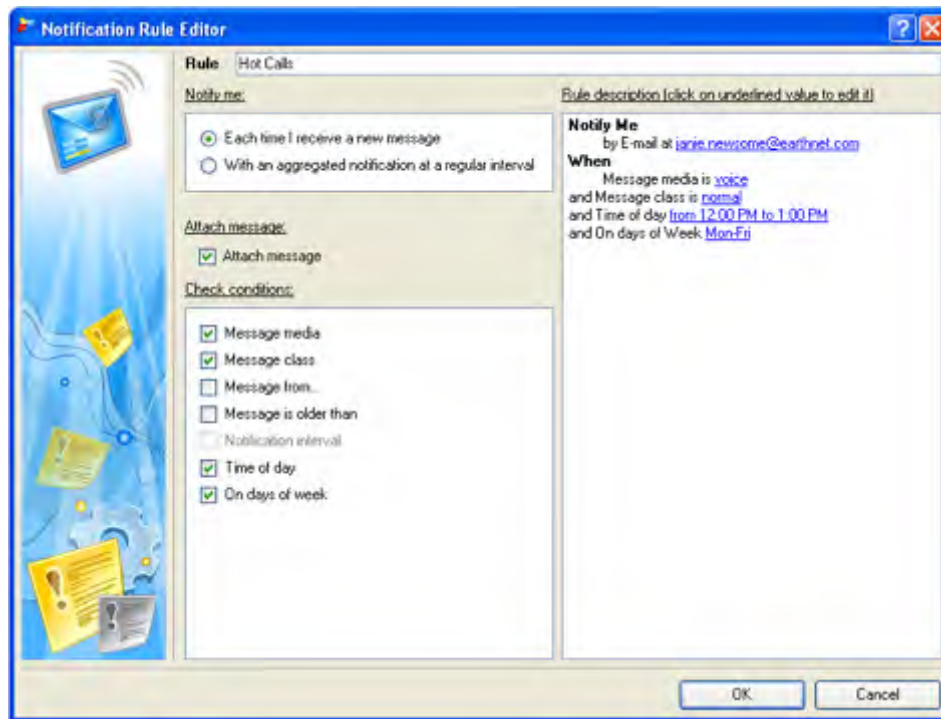 Notification Rule Editor
Rule Hot Calls
Notify me:
Each time I receive a new message
With an aggregated notification at a regular interval
Attach message:
Attach message
Check conditions:
Message media
Message class
Message from..
Message is older than
Notification interval
Time of day
On days of week
Rule description (click on underlined value to edit it)
Notify Me
by E-mail at janie.newsome@earthnet.com
When
Message media is voice
and Message class is normal
and Time of day from 12:00 PM to 1:00 PM
and On days of Week Mon-Fri
OK Cancel